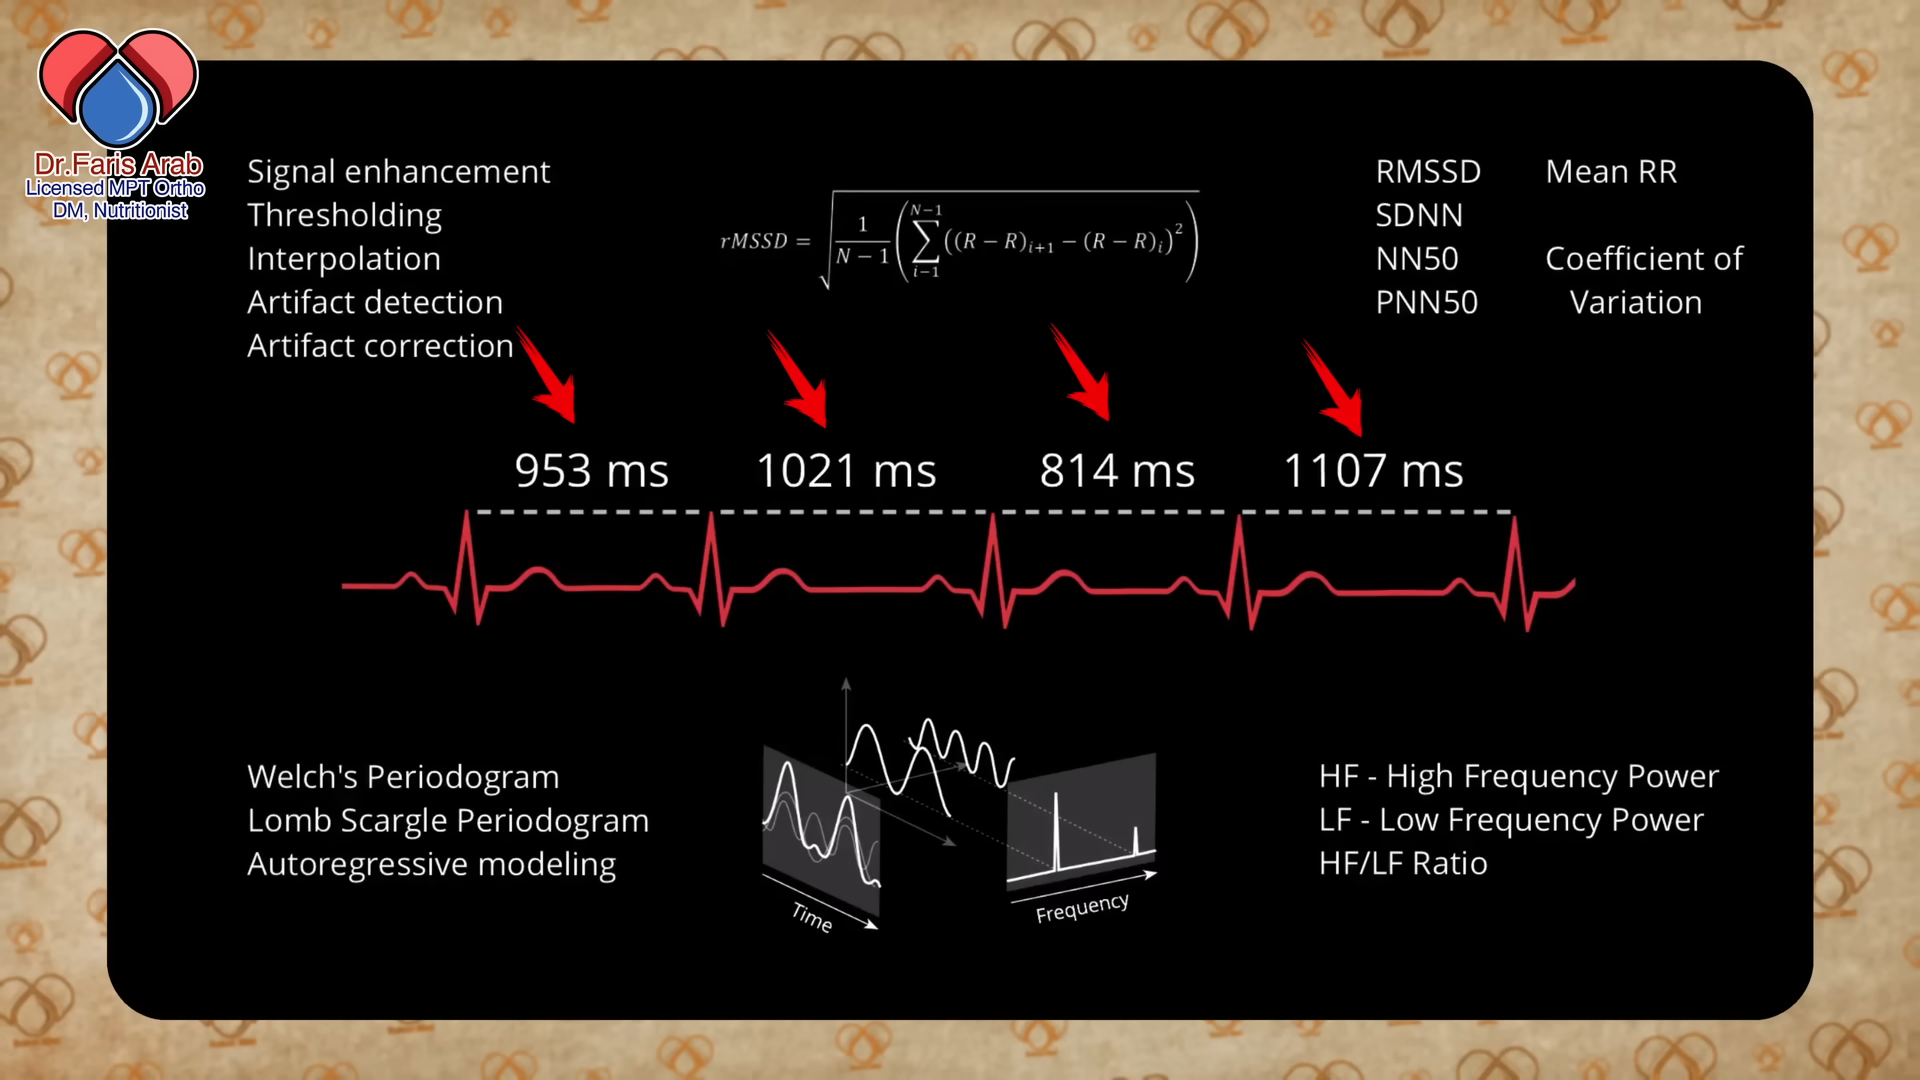 Dr.Faris Arab
Licensed MPT Ortho
DM, Nutritionist
Signal enhancement
Thresholding
Interpolation
Artifact detection
Artifact correction
rMSSD = √(1/(N − 1) (∑_{i−1}^{N−1} ((R − R)_{i+1} − (R − R)_i)^2))
RMSSD Mean RR
SDNN
NN50 Coefficient of
PNN50 Variation
953 ms 1021 ms 814 ms 1107 ms
Welch's Periodogram
Lomb Scargle Periodogram
Autoregressive modeling
Time
Frequency
HF - High Frequency Power
LF - Low Frequency Power
HF/LF Ratio